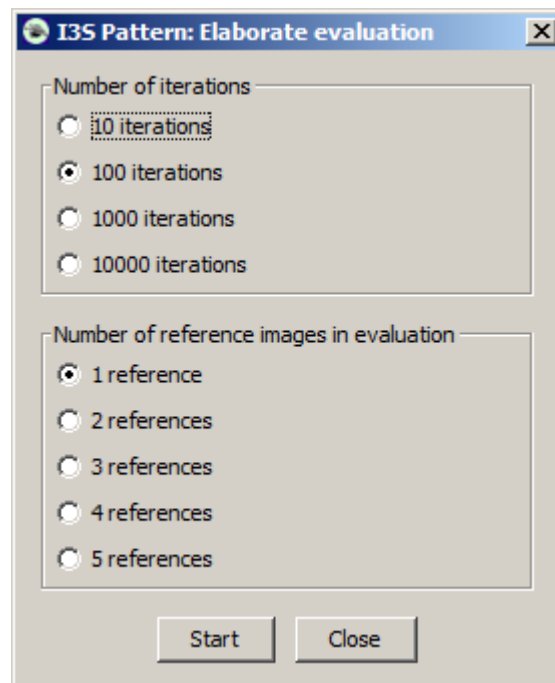 I3S Pattern: Elaborate evaluation
Number of iterations
10 iterations
100 iterations
1000 iterations
10000 iterations
Number of reference images in evaluation
1 reference
2 references
3 references
4 references
5 references
Start Close